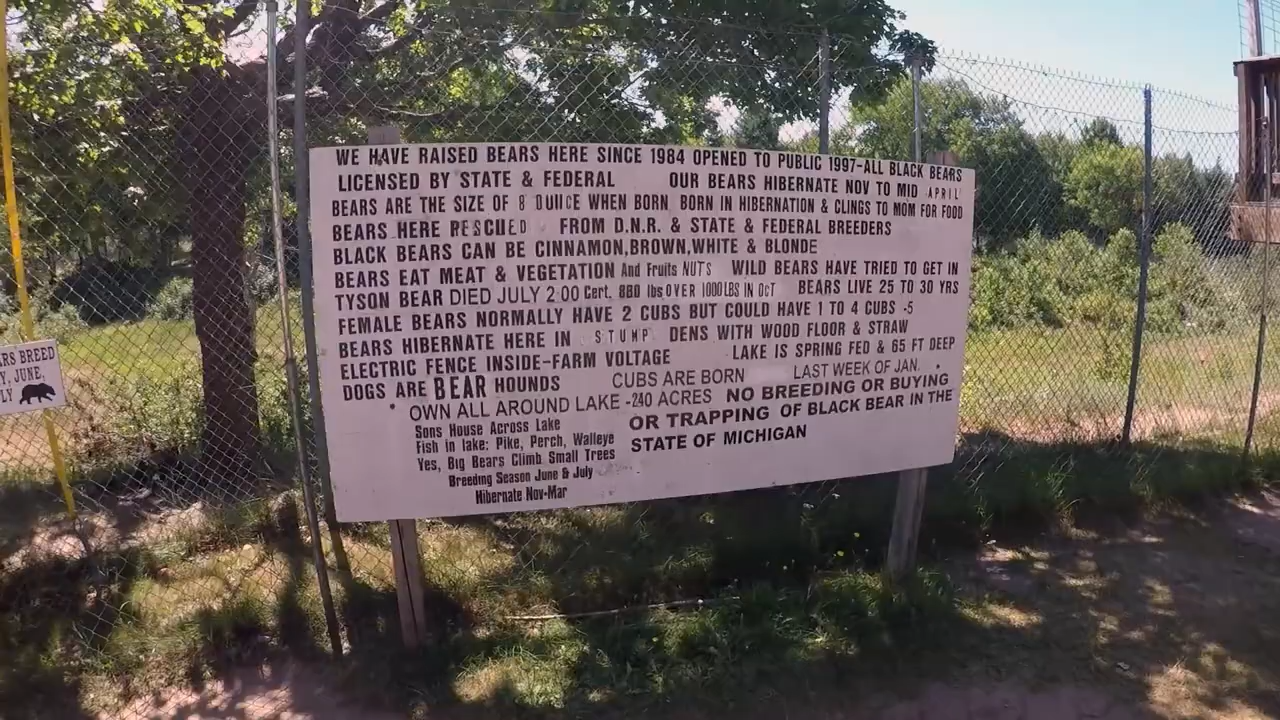 WE HAVE RAISED BEARS HERE SINCE 1984 OPENED TO PUBLIC 1997-ALL BLACK BEARS
LICENSED BY STATE & FEDERAL OUR BEARS HIBERNATE NOV TO MID APRIL
BEARS ARE THE SIZE OF 8 WHEN BORN BORN IN HIBERNATION & CLINGS TO MOM FOR FOOD
BEARS HERE RESCUED FROM D.N.R. & STATE & FEDERAL BREEDERS
BLACK BEARS CAN BE CINNAMON,BROWN,WHITE & BLONDE
BEARS EAT MEAT & VEGETATION And Fruits NUTS WILD BEARS HAVE TRIED TO GET IN
TYSON BEAR DIED JULY 2 00 Cert. 880 lbs OVER 1000 LBS IN OCT BEARS LIVE 25 TO 30 YRS
FEMALE BEARS NORMALLY HAVE 2 CUBS BUT COULD HAVE 1 TO 4 CUBS -5
BEARS HIBERNATE HERE IN STUMP DENS WITH WOOD FLOOR & STRAW
ELECTRIC FENCE INSIDE-FARM VOLTAGE LAKE IS SPRING FED & 65 FT DEEP
DOGS ARE BEAR HOUNDS CUBS ARE BORN LAST WEEK OF JAN.
OWN ALL AROUND LAKE -240 ACRES NO BREEDING OR BUYING
Sons House Across Lake OR TRAPPING OF BLACK BEAR IN THE
Fish in lake: Pike, Perch, Walleye STATE OF MICHIGAN
Yes, Big Bears Climb Small Trees
Breeding Season June & July
Hibernate Nov-Mar
ARS BREED
Y, JUNE,
LY